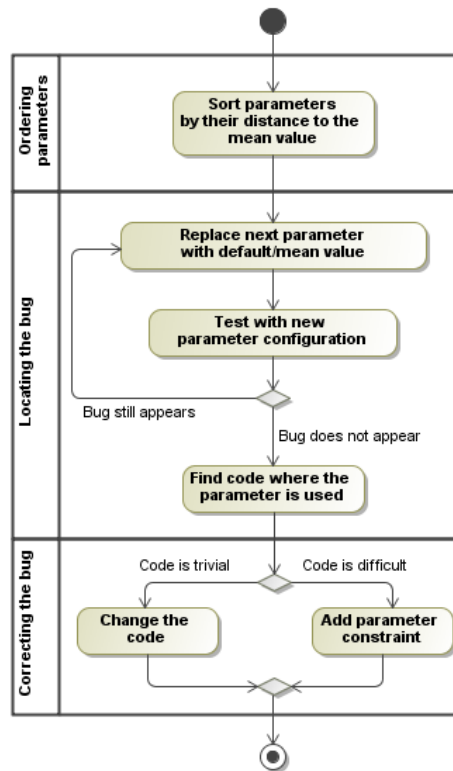 Ordering
parameters
Sort parameters
by their distance to the
mean value
Locating the bug
Replace next parameter
with default/mean value
Test with new
parameter configuration
Bug still appears
Bug does not appear
Find code where the
parameter is used
Correcting the bug
Code is trivial
Code is difficult
Change the
code
Add parameter
constraint